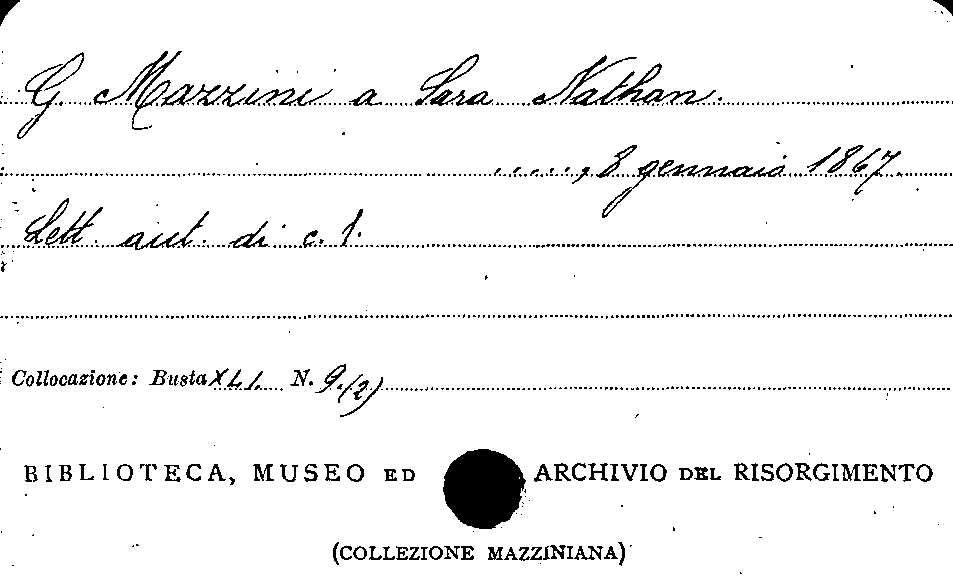 G. Mazzini a Sara Nathan.
....., 8 gennaio 1867.
Lett. aut. di c. 1.
Collocazione: Busta XLI. N. 9.(2)
BIBLIOTECA, MUSEO ED ARCHIVIO DEL RISORGIMENTO
(COLLEZIONE MAZZINIANA)